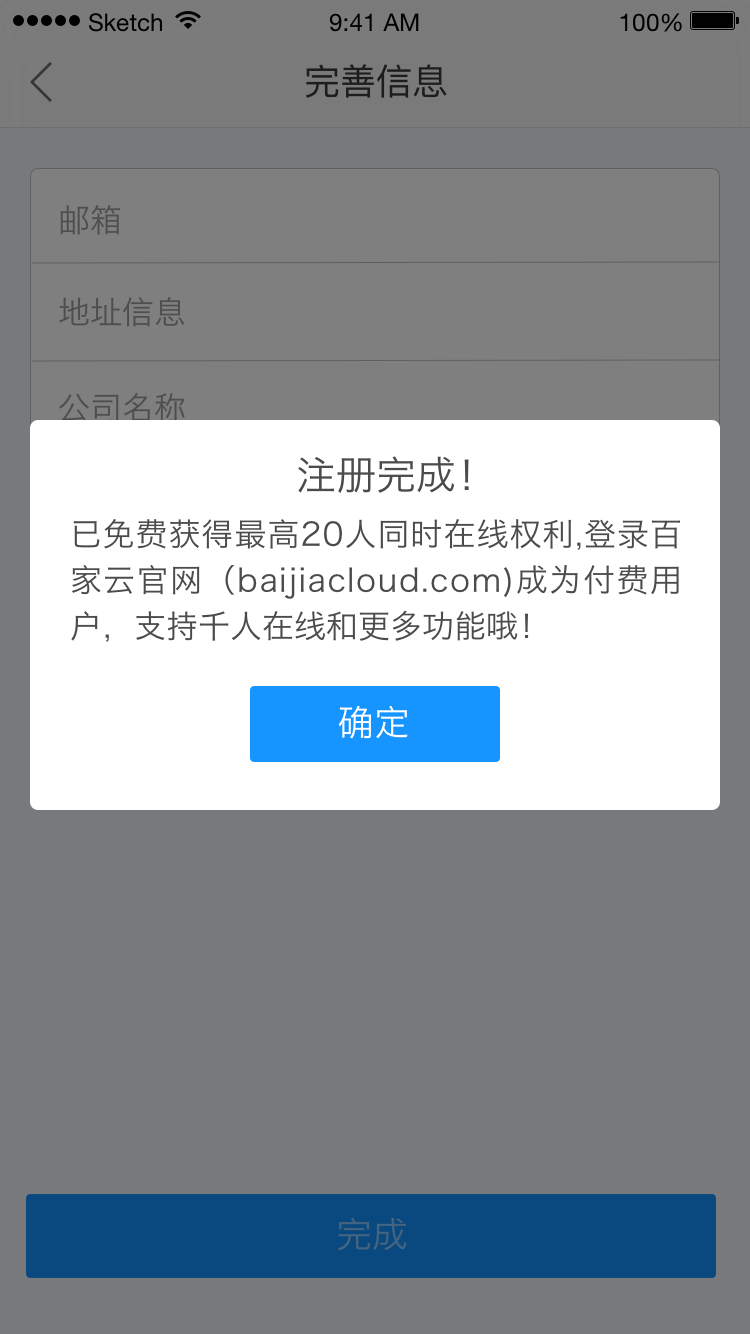 Sketch 9:41 AM 100%
完善信息
邮箱
地址信息
公司名称
注册完成！
已免费获得最高20人同时在线权利,登录百
家云官网（baijiacloud.com)成为付费用
户，支持千人在线和更多功能哦！
确定
完成